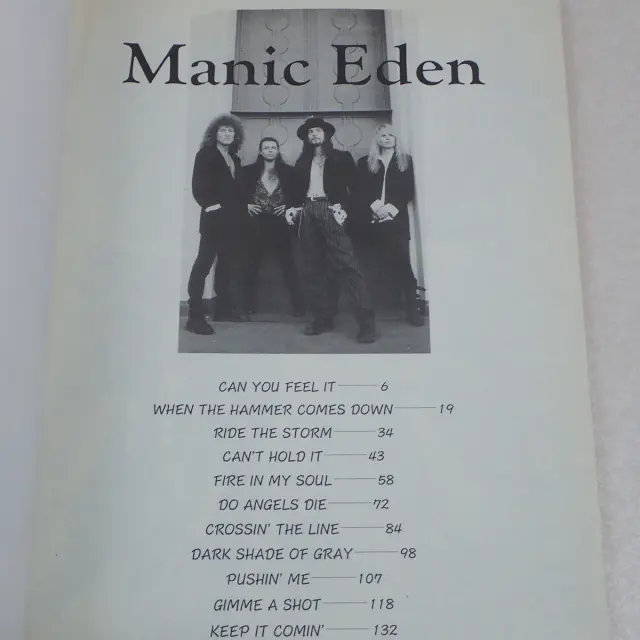 Manic Eden
CAN YOU FEEL IT——6
WHEN THE HAMMER COMES DOWN——19
RIDE THE STORM——34
CAN'T HOLD IT——43
FIRE IN MY SOUL——58
DO ANGELS DIE——72
CROSSIN' THE LINE——84
DARK SHADE OF GRAY——98
PUSHIN' ME——107
GIMME A SHOT——118
KEEP IT COMIN'——132